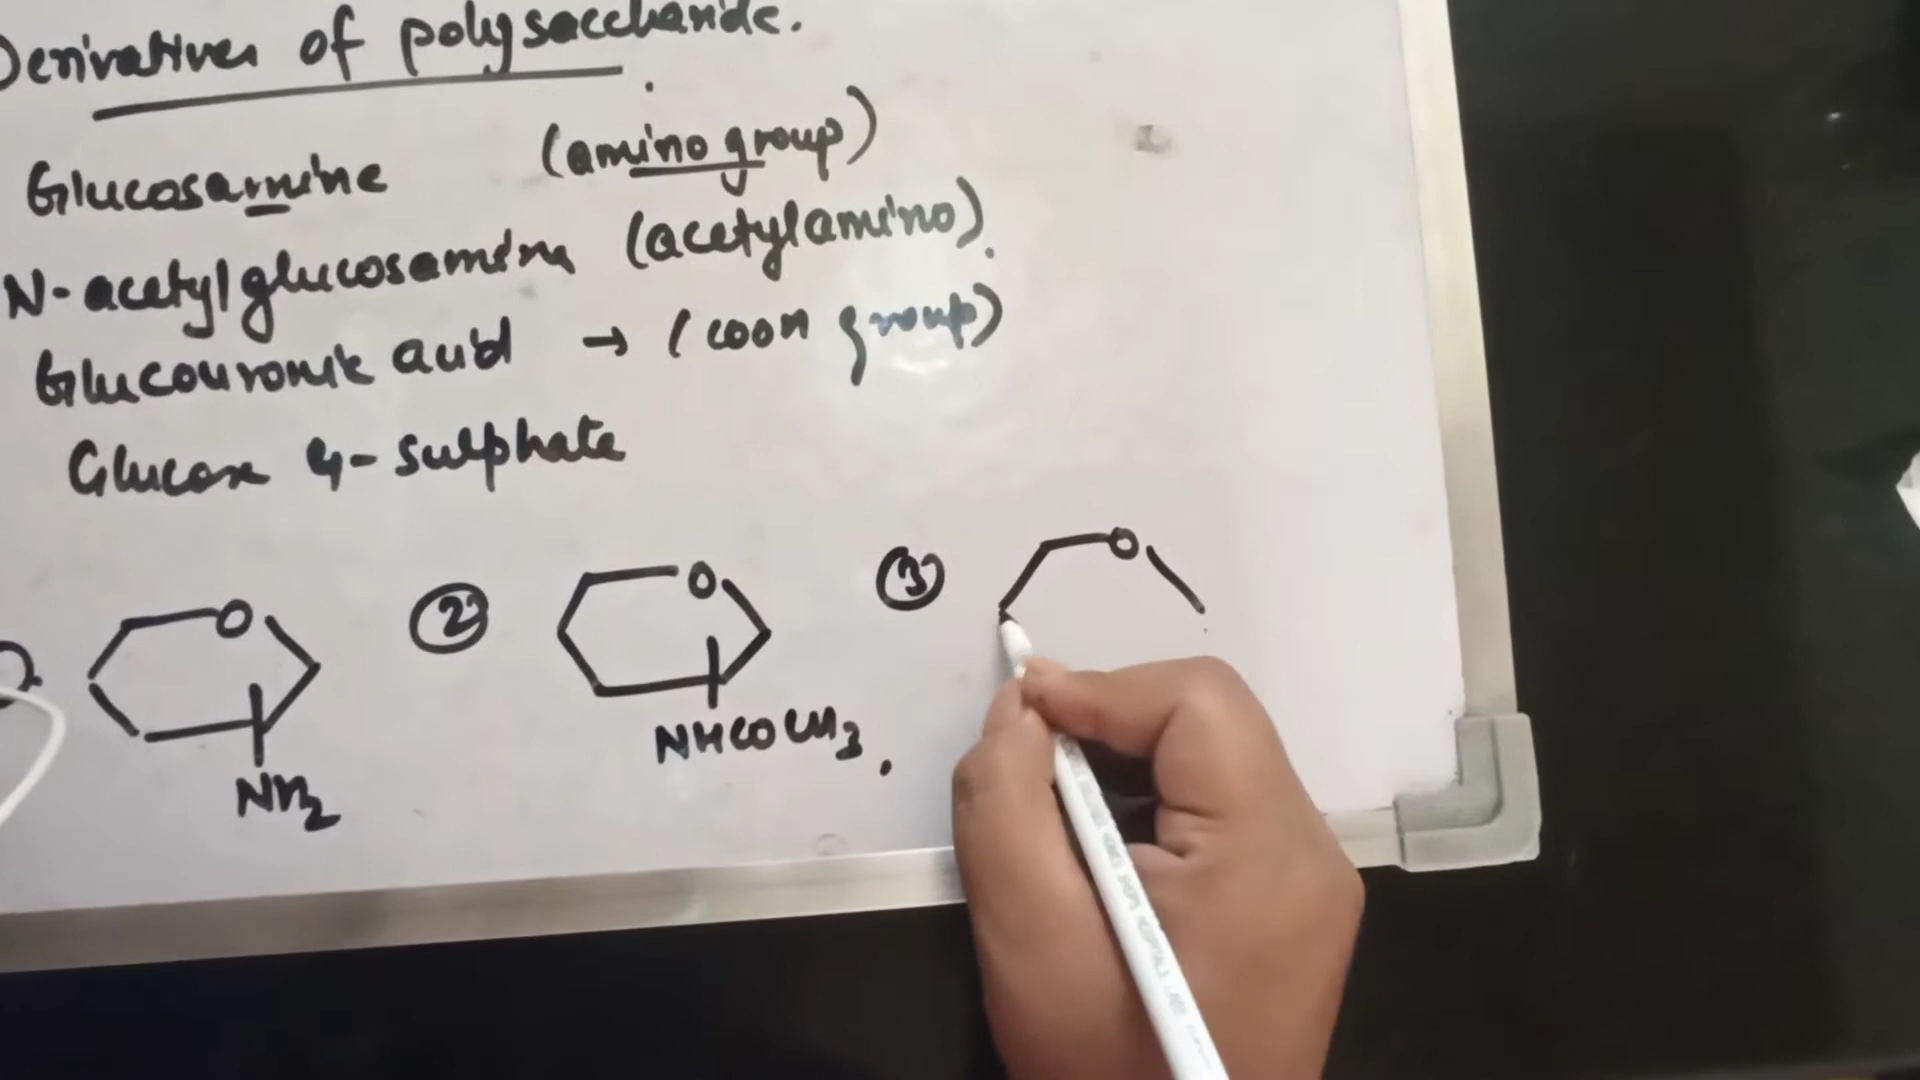 Derivatives of polysaccharide.
Glucosamine (amino group)
N-acetylglucosamine (acetylamino).
Glucouronic acid → (COOH group)
Glucose 4-sulphate
② ③
O O O
NHCOCH3.
NH2